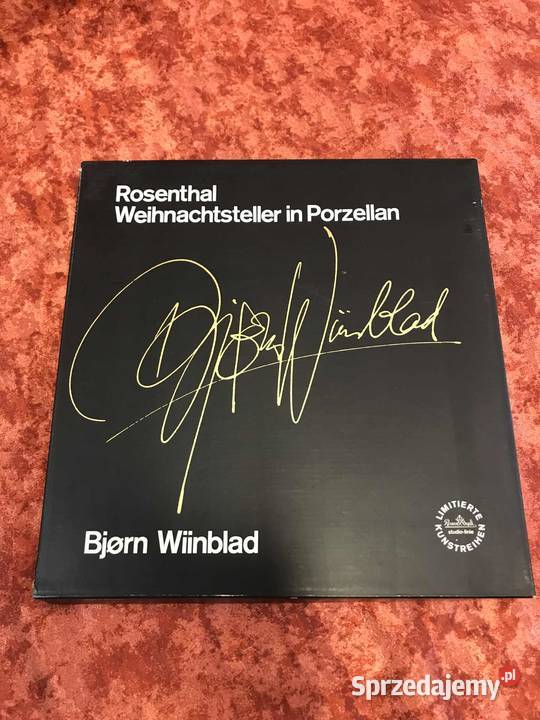 Rosenthal
Weihnachtsteller in Porzellan
Bjørn Wiinblad
Bjørn Wiinblad
LIMITIERTE
studio-linie
KUNSTREIHEN
Sprzedajemy.pl